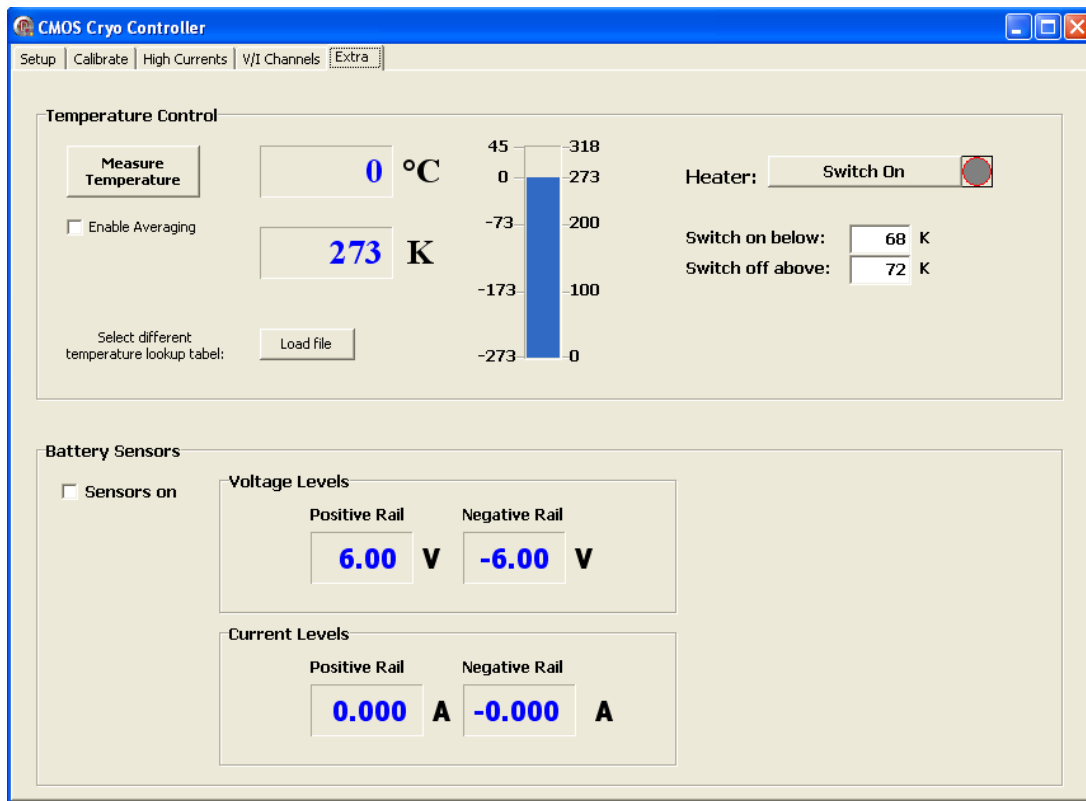 CMOS Cryo Controller
Setup Calibrate High Currents V/I Channels Extra
Temperature Control
Measure
Temperature
0 °C
Enable Averaging
273 K
Select different
temperature lookup tabel:
Load file
45 318
0 273
-73 200
-173 100
-273 0
Heater: Switch On
Switch on below: 68 K
Switch off above: 72 K
Battery Sensors
Sensors on
Voltage Levels
Positive Rail Negative Rail
6.00 V -6.00 V
Current Levels
Positive Rail Negative Rail
0.000 A -0.000 A